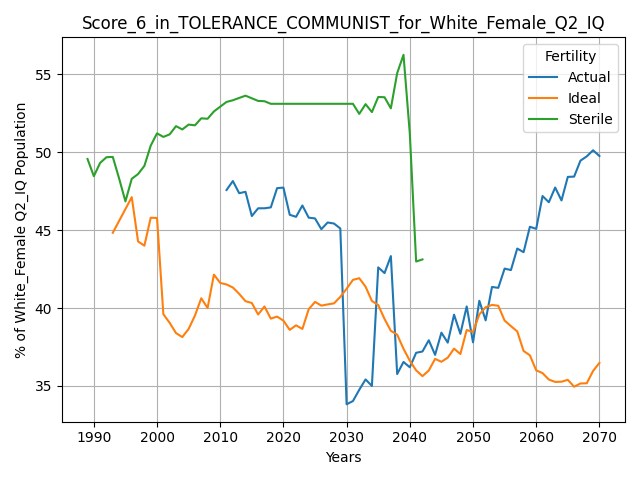 Score_6_in_TOLERANCE_COMMUNIST_for_White_Female_Q2_IQ
Fertility
Actual
Ideal
Sterile
% of White_Female Q2_IQ Population
55
50
45
40
35
1990 2000 2010 2020 2030 2040 2050 2060 2070
Years